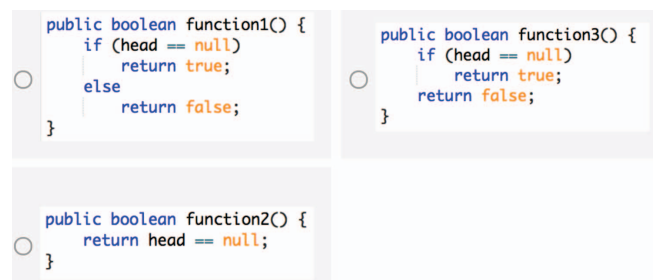 public boolean function1() {
    if (head == null)
        return true;
    else
        return false;
}
public boolean function3() {
    if (head == null)
        return true;
    return false;
}
public boolean function2() {
    return head == null;
}